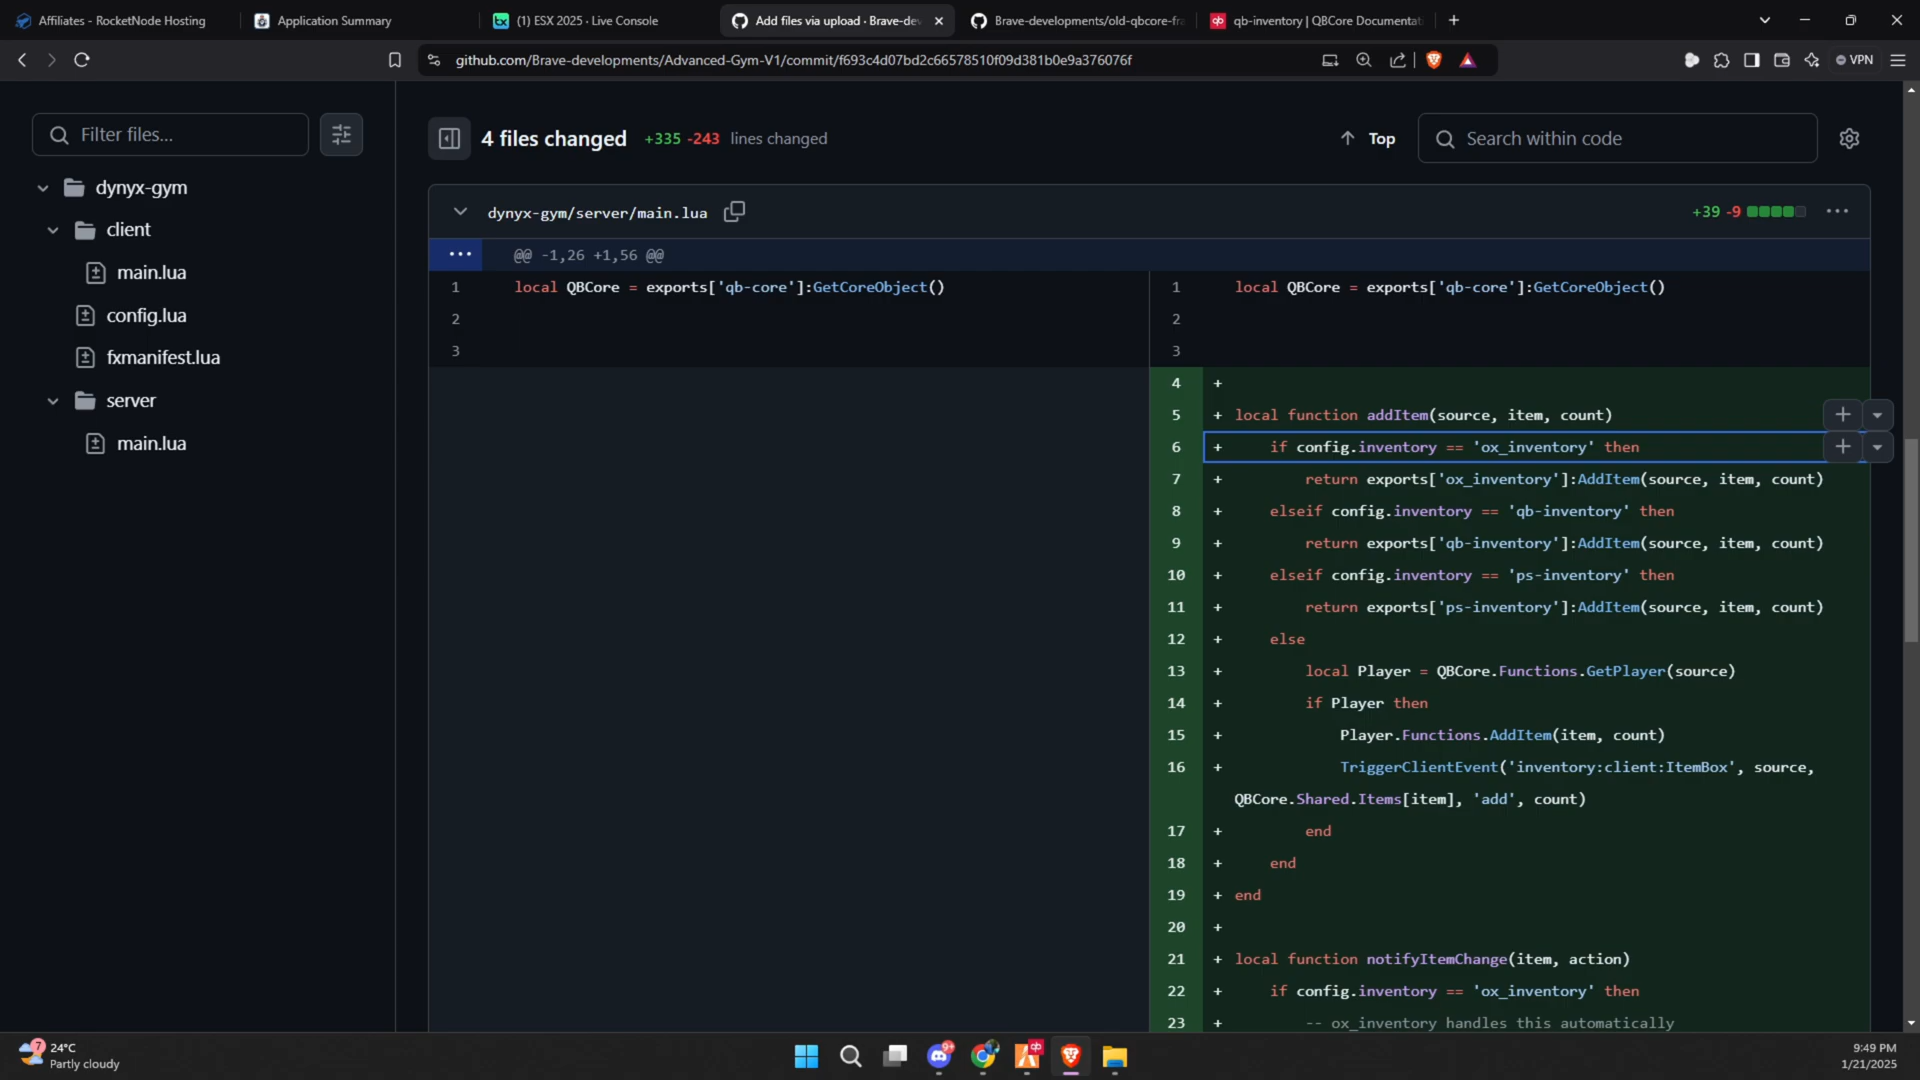 Affiliates - RocketNode Hosting
Application Summary
(1) ESX 2025 - Live Console
Add files via upload · Brave-dev
Brave-developments/old-qbcore-fra
qb-inventory | QBCore Documentati
github.com/Brave-developments/Advanced-Gym-V1/commit/f693c4d07bd2c66578510f09d381b0e9a376076f
VPN
Filter files...
4 files changed
+335 -243 lines changed
Top
Search within code
dynyx-gym
client
main.lua
config.lua
fxmanifest.lua
server
main.lua
dynyx-gym/server/main.lua
+39 -9
@@ -1,26 +1,56 @@
1 local QBCore = exports['qb-core']:GetCoreObject()
2
3
1 local QBCore = exports['qb-core']:GetCoreObject()
2
3
4 +
5 + local function addItem(source, item, count)
6 + if config.inventory == 'ox_inventory' then
7 + return exports['ox_inventory']:AddItem(source, item, count)
8 + elseif config.inventory == 'qb-inventory' then
9 + return exports['qb-inventory']:AddItem(source, item, count)
10 + elseif config.inventory == 'ps-inventory' then
11 + return exports['ps-inventory']:AddItem(source, item, count)
12 + else
13 + local Player = QBCore.Functions.GetPlayer(source)
14 + if Player then
15 + Player.Functions.AddItem(item, count)
16 + TriggerClientEvent('inventory:client:ItemBox', source,
QBCore.Shared.Items[item], 'add', count)
17 + end
18 + end
19 + end
20 +
21 + local function notifyItemChange(item, action)
22 + if config.inventory == 'ox_inventory' then
23 + -- ox_inventory handles this automatically
7
24°C
Partly cloudy
9+
9:49 PM
1/21/2025